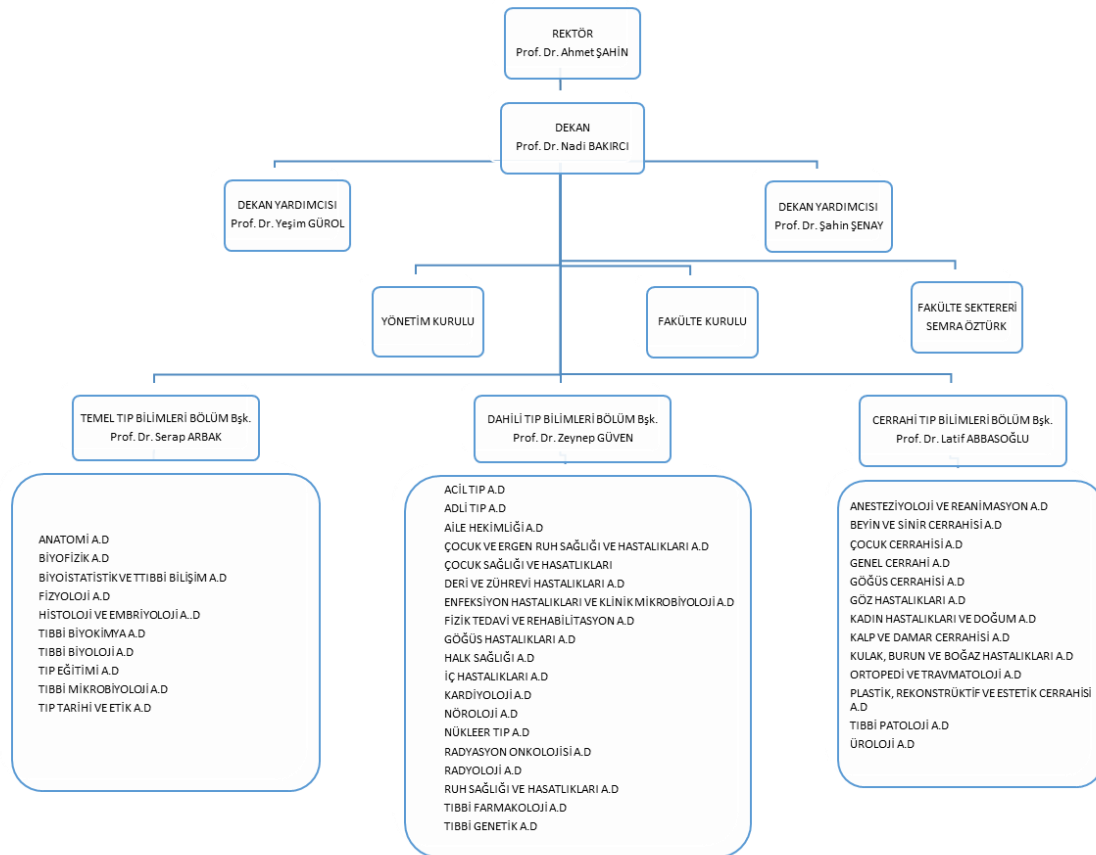 REKTÖR
Prof. Dr. Ahmet ŞAHİN
DEKAN
Prof. Dr. Nadi BAKIRCI
DEKAN YARDIMCISI
Prof. Dr. Yeşim GÜROL
DEKAN YARDIMCISI
Prof. Dr. Şahin ŞENAY
YÖNETİM KURULU
FAKÜLTE KURULU
FAKÜLTE SEKTERERİ
SEMRA ÖZTÜRK
TEMEL TIP BİLİMLERİ BÖLÜM Bşk.
Prof. Dr. Serap ARBAK
DAHİLİ TIP BİLİMLERİ BÖLÜM Bşk.
Prof. Dr. Zeynep GÜVEN
CERRAHİ TIP BİLİMLERİ BÖLÜM Bşk.
Prof. Dr. Latif ABBASOĞLU
ANATOMİ A.D
BİYOFİZİK A.D
BİYOİSTATİSTİK VE TTIBBİ BİLİŞİM A.D
FİZYOLOJİ A.D
HİSTOLOJİ VE EMBRİYOLOJİ A..D
TIBBİ BİYOKİMYA A.D
TIBBİ BİYOLOJİ A.D
TIP EĞİTİMİ A.D
TIBBİ MİKROBİYOLOJİ A.D
TIP TARİHİ VE ETİK A.D
ACİL TIP A.D
ADLİ TIP A.D
AİLE HEKİMLİĞİ A.D
ÇOCUK VE ERGEN RUH SAĞLIĞI VE HASTALIKLARI A.D
ÇOCUK SAĞLIĞI VE HASATLIKLARI
DERİ VE ZÜHREVİ HASTALIKLARI A.D
ENFEKSİYON HASTALIKLARI VE KLİNİK MİKROBİYOLOJİ A.D
FİZİK TEDAVİ VE REHABİLİTASYON A.D
GÖĞÜS HASTALIKLARI A.D
HALK SAĞLIĞI A.D
İÇ HASTALIKLARI A.D
KARDİYOLOJİ A.D
NÖROLOJİ A.D
NÜKLEER TIP A.D
RADYASYON ONKOLOJİSİ A.D
RADYOLOJİ A.D
RUH SAĞLIĞI VE HASATLIKLARI A.D
TIBBİ FARMAKOLOJİ A.D
TIBBİ GENETİK A.D
ANESTEZİYOLOJİ VE REANİMASYON A.D
BEYİN VE SİNİR CERRAHİSİ A.D
ÇOCUK CERRAHİSİ A.D
GENEL CERRAHİ A.D
GÖĞÜS CERRAHİSİ A.D
GÖZ HASTALIKLARI A.D
KADIN HASTALIKLARI VE DOĞUM A.D
KALP VE DAMAR CERRAHİSİ A.D
KULAK, BURUN VE BOĞAZ HASTALIKLARI A.D
ORTOPEDİ VE TRAVMATOLOJİ A.D
PLASTİK, REKONSTRÜKTİF VE ESTETİK CERRAHİSİ
A.D
TIBBİ PATOLOJİ A.D
ÜROLOJİ A.D